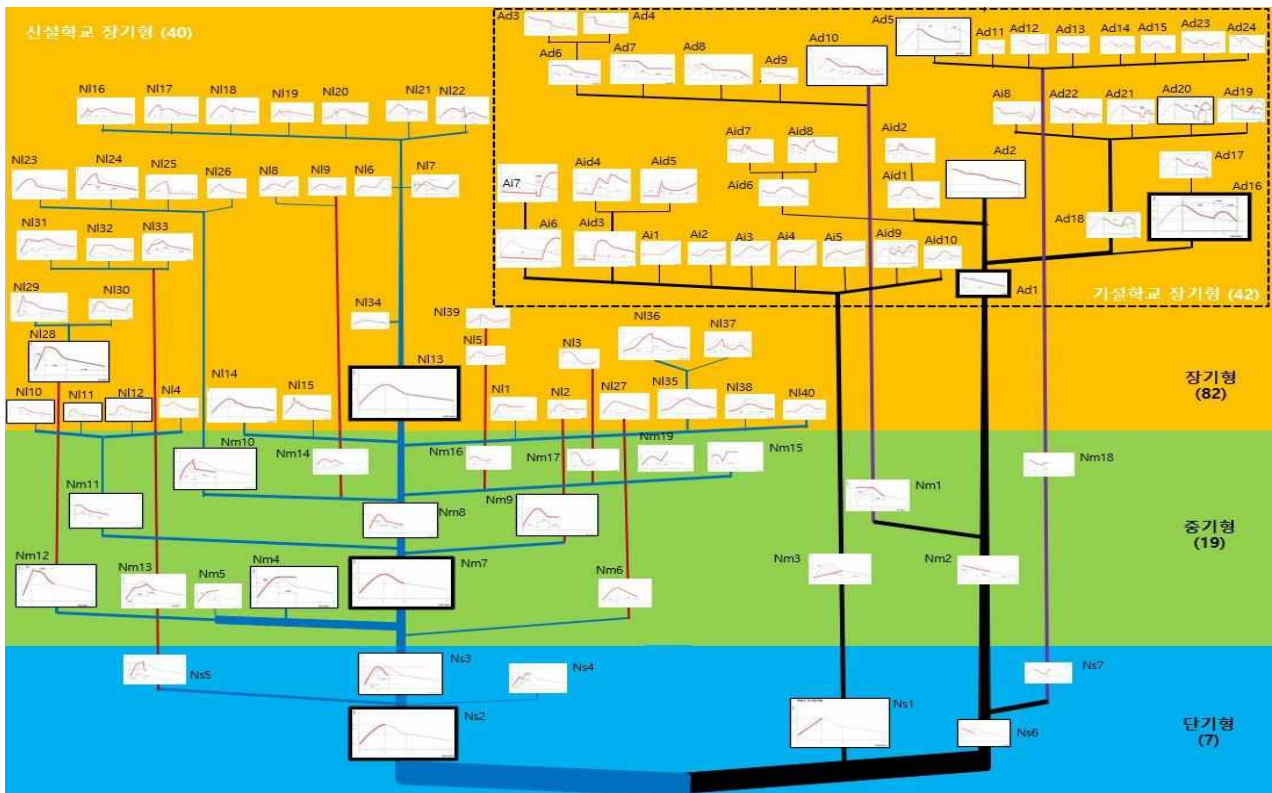 신설학교 장기형 (40)
Ad3
Ad4
Ad5
Ad11
Ad12
Ad13
Ad14
Ad15
Ad23
Ad24
Ad6
Ad7
Ad8
Ad9
Ad10
Nl16
Nl17
Nl18
Nl19
Nl20
Nl21
Nl22
Ai8
Ad22
Ad21
Ad20
Ad19
Aid7
Aid8
Aid2
Ad2
Ad17
Nl23
Nl24
Nl25
Nl26
Nl8
Nl9
Nl6
Nl7
Ai7
Aid4
Aid5
Aid6
Aid1
Ad16
Nl31
Nl32
Nl33
Ai6
Aid3
Ai1
Ai2
Ai3
Ai4
Ai5
Aid9
Aid10
Ad18
Nl29
Nl30
Nl34
Nl39
Ad1
기설학교 장기형 (42)
Nl28
Nl13
Nl5
Nl3
Nl36
Nl37
장기형
(82)
Nl10
Nl11
Nl12
Nl4
Nl14
Nl15
Nl1
Nl2
Nl27
Nl35
Nl38
Nl40
Nm10
Nm14
Nm16
Nm17
Nm19
Nm15
Nm18
Nm11
Nm8
Nm9
Nm1
중기형
(19)
Nm12
Nm13
Nm5
Nm4
Nm7
Nm6
Nm3
Nm2
Ns5
Ns3
Ns4
Ns7
Ns2
Ns1
Ns6
단기형
(7)